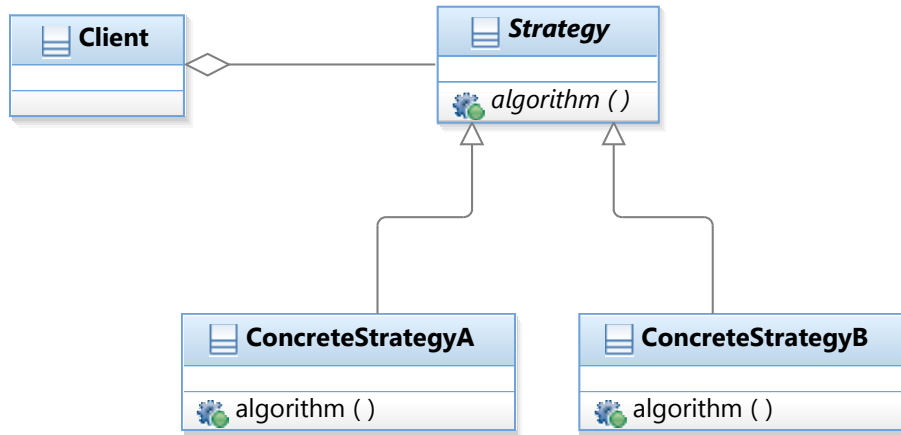 Client
Strategy
algorithm ( )
ConcreteStrategyA
algorithm ( )
ConcreteStrategyB
algorithm ( )